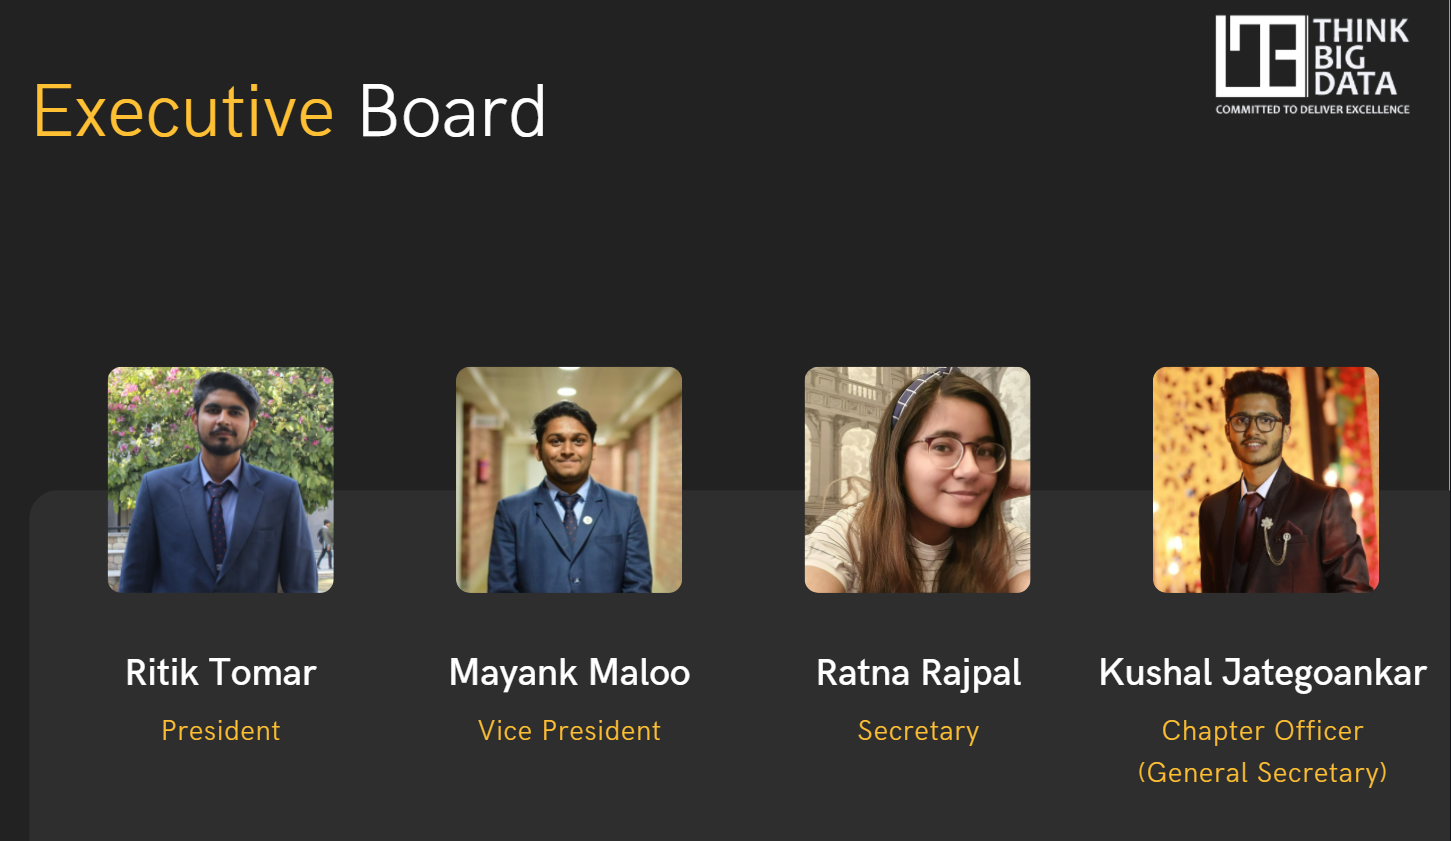 Executive Board
THINK
BIG
DATA
COMMITTED TO DELIVER EXCELLENCE
Ritik Tomar
President
Mayank Maloo
Vice President
Ratna Rajpal
Secretary
Kushal Jategoankar
Chapter Officer
(General Secretary)